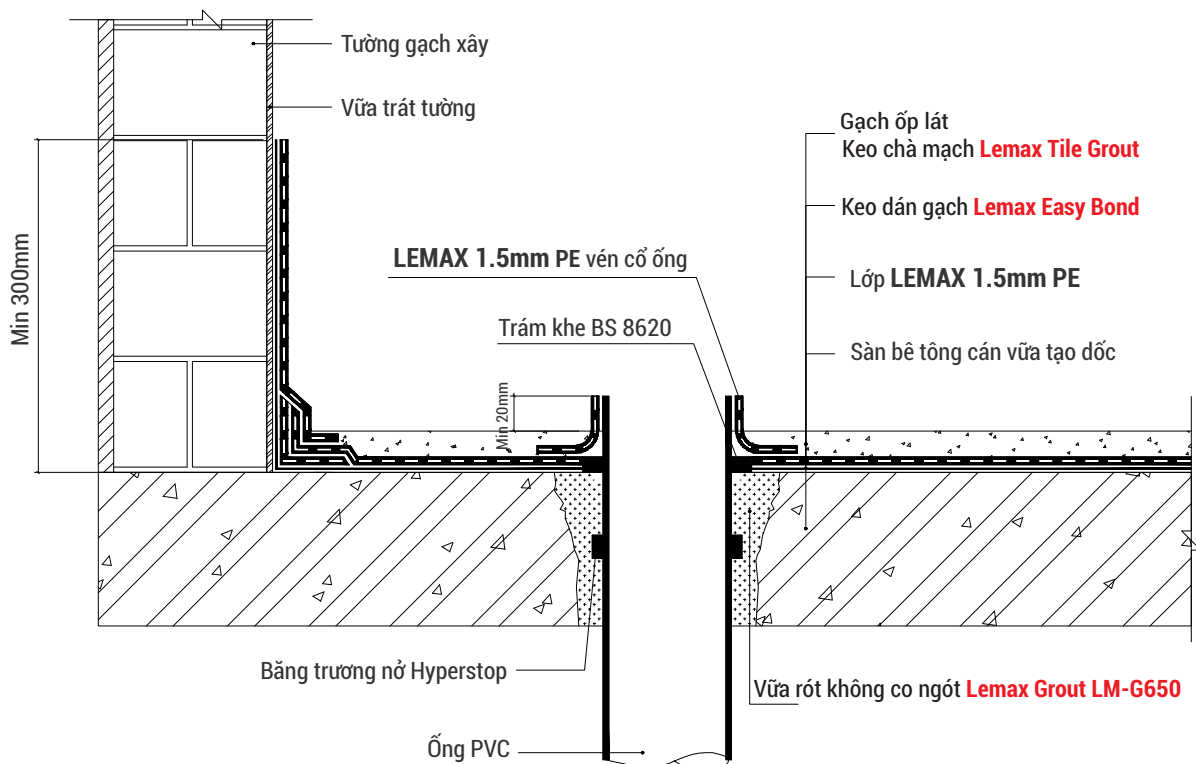 Tường gạch xây
Vữa trát tường
Min 300mm
Gạch ốp lát
Keo chà mạch Lemax Tile Grout
Keo dán gạch Lemax Easy Bond
LEMAX 1.5mm PE vén cổ ống
Lớp LEMAX 1.5mm PE
Trám khe BS 8620
Sàn bê tông cán vữa tạo dốc
Min 20mm
Băng trương nở Hyperstop
Vữa rót không co ngót Lemax Grout LM-G650
Ống PVC